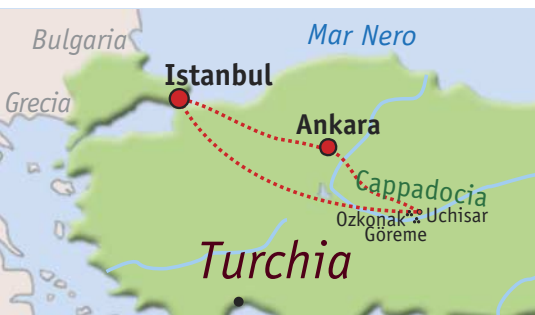 Bulgaria
Mar Nero
Istanbul
Grecia
Ankara
Cappadocia
Ozkonak
Uchisar
Göreme
Turchia